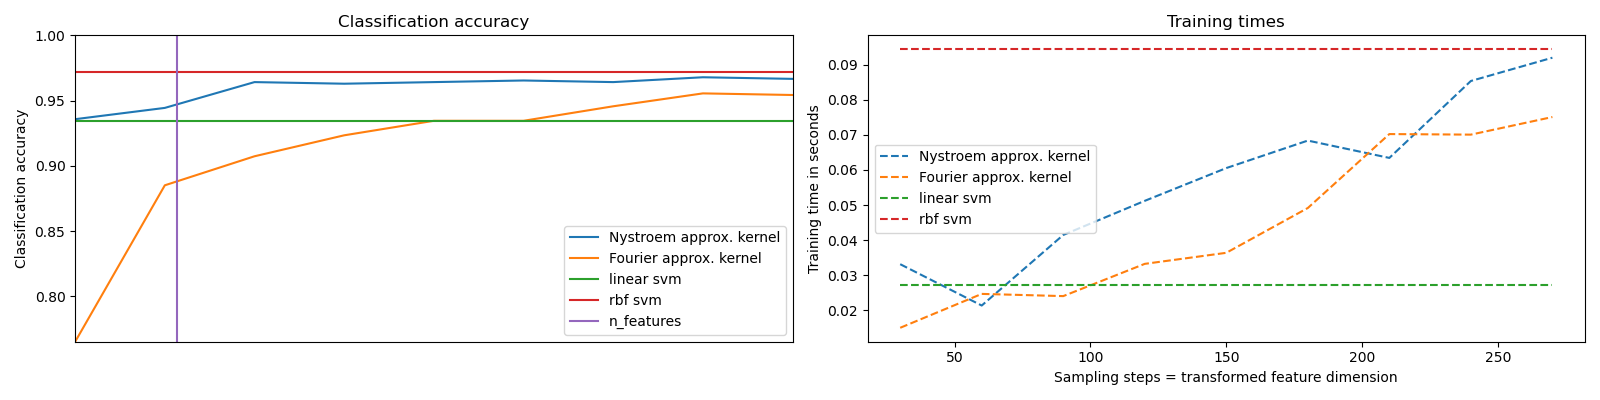 Classification accuracy
Classification accuracy
1.00
0.95
0.90
0.85
0.80
Nystroem approx. kernel
Fourier approx. kernel
linear svm
rbf svm
n_features
Training times
Training time in seconds
0.09
0.08
0.07
0.06
0.05
0.04
0.03
0.02
Nystroem approx. kernel
Fourier approx. kernel
linear svm
rbf svm
50 100 150 200 250
Sampling steps = transformed feature dimension